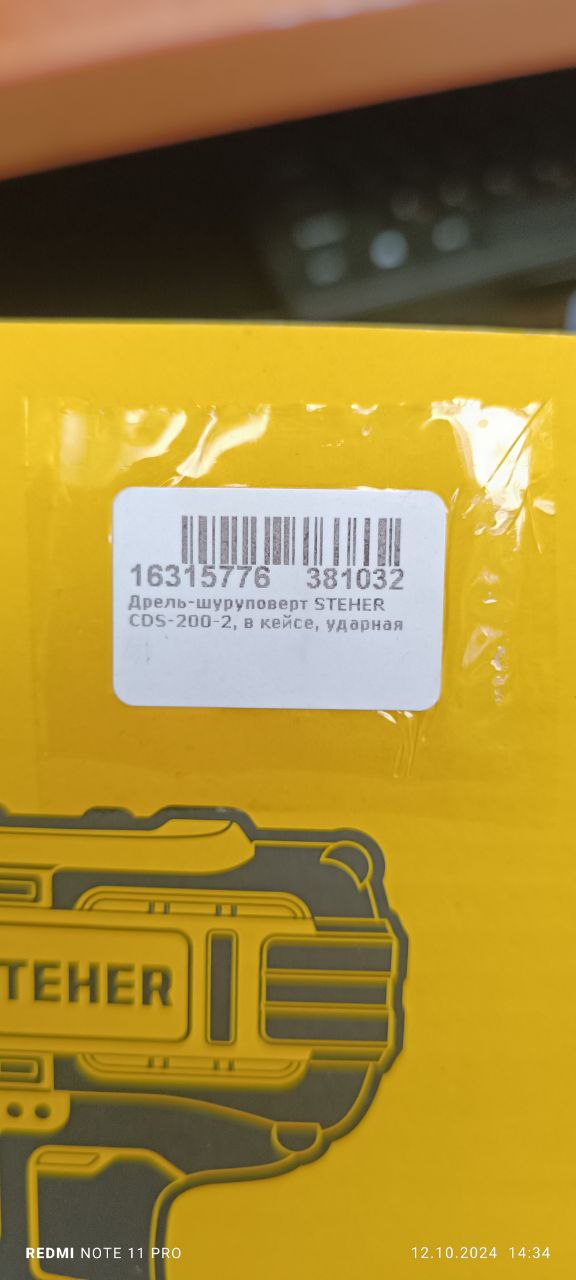 16315776 381032
Дрель-шуруповерт STEHER
CDS-200-2, в кейсе, ударная
TEHER
REDMI NOTE 11 PRO
12.10.2024 14:34